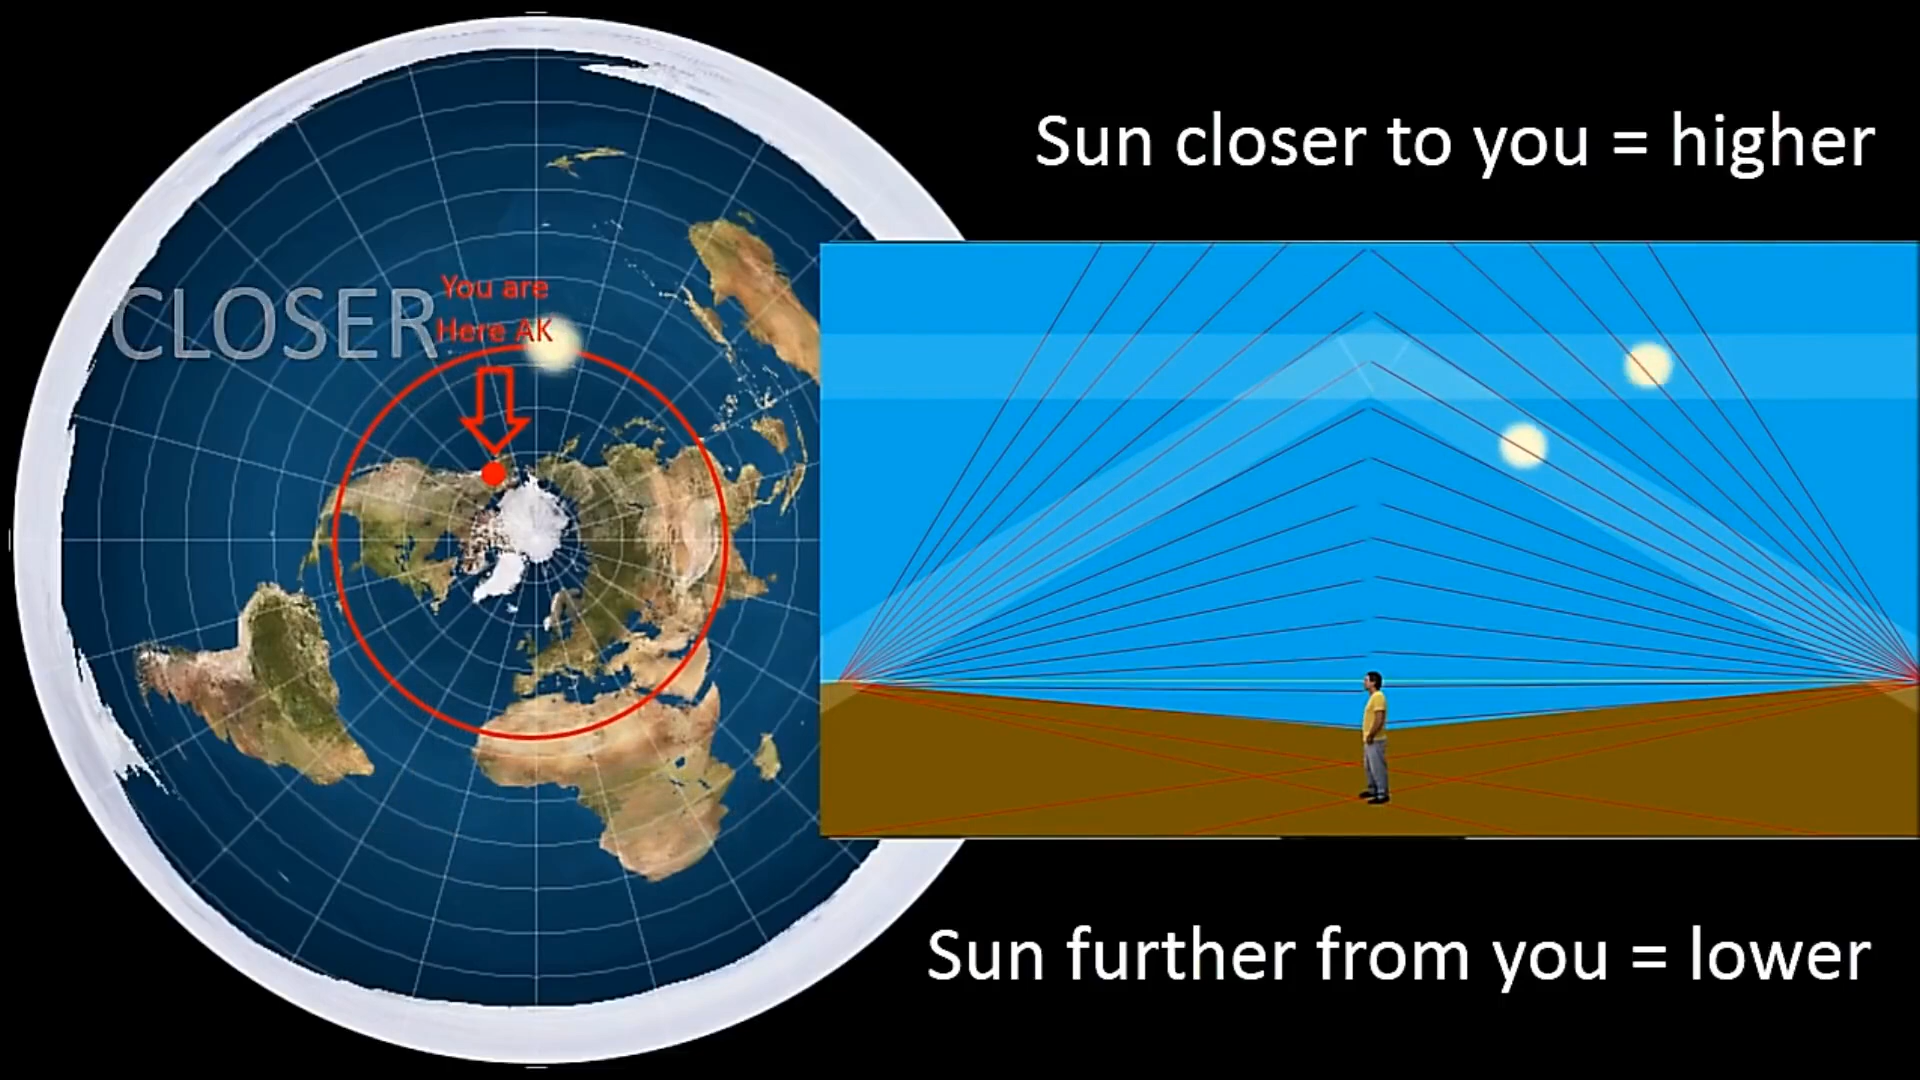 Sun closer to you = higher
CLOSER
You are
Here AK
Sun further from you = lower